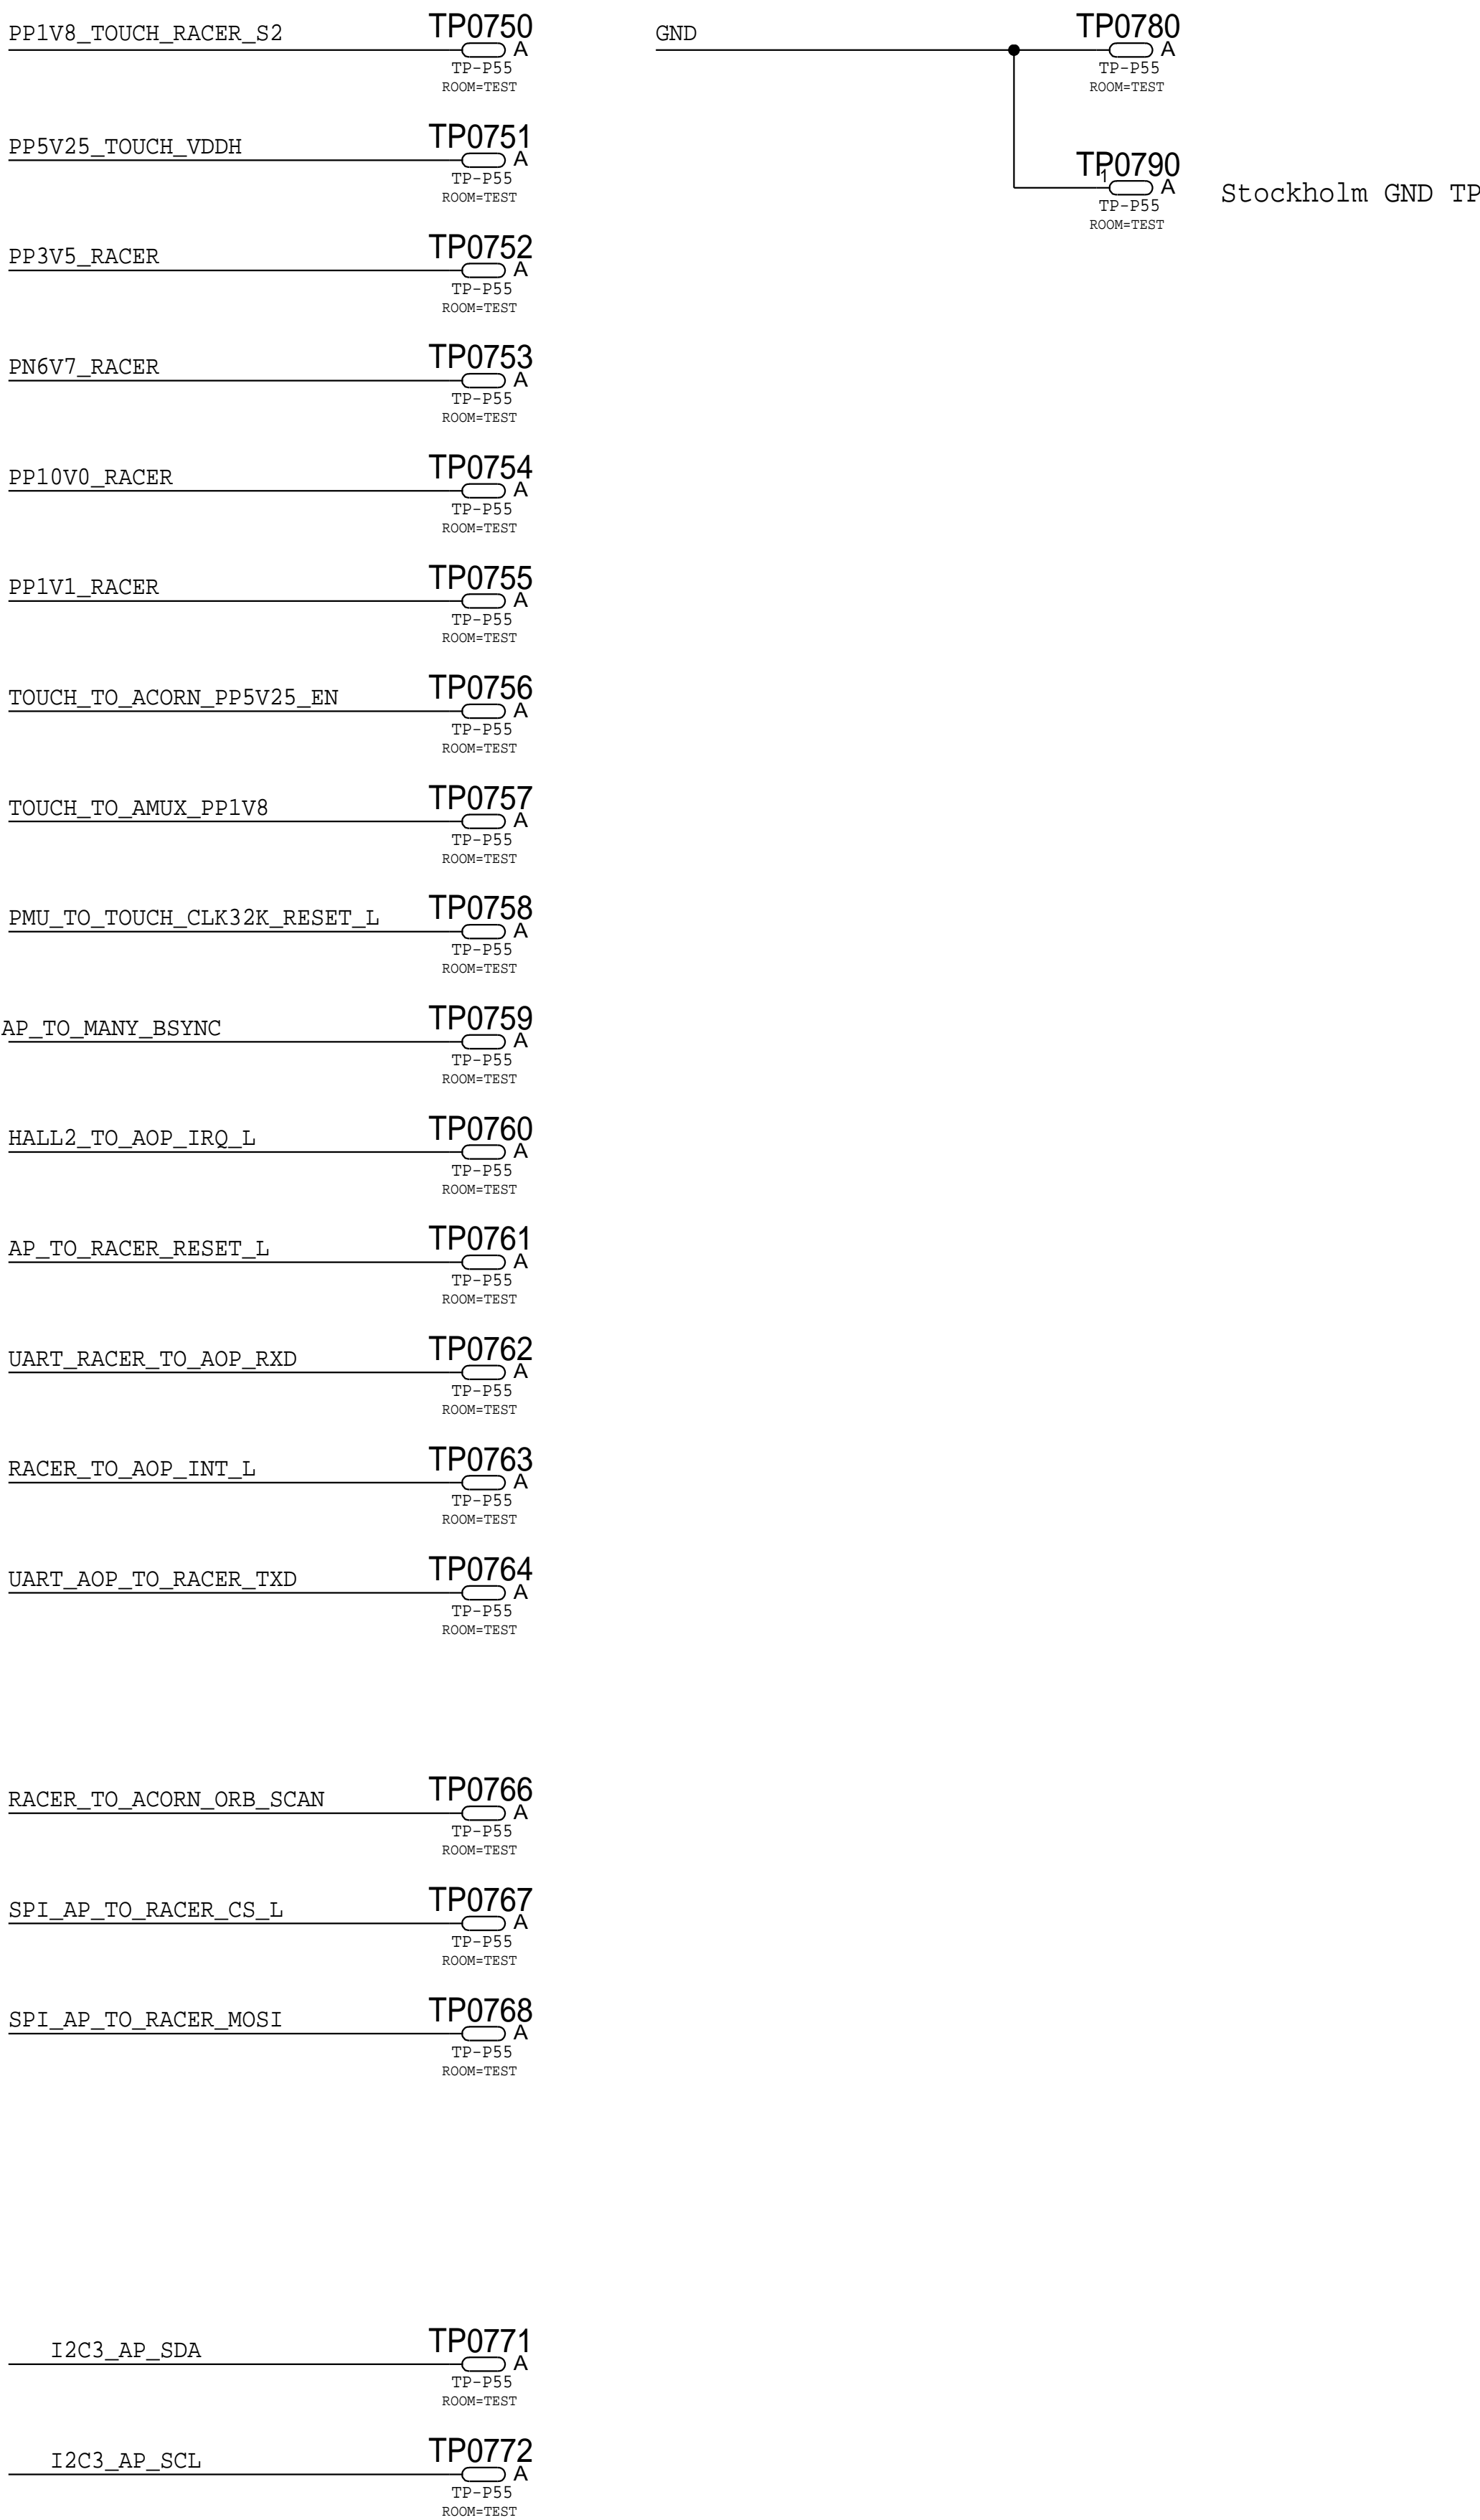 PP1V8_TOUCH_RACER_S2
TP0750
A
TP-P55
ROOM=TEST
PP5V25_TOUCH_VDDH
TP0751
A
TP-P55
ROOM=TEST
PP3V5_RACER
TP0752
A
TP-P55
ROOM=TEST
PN6V7_RACER
TP0753
A
TP-P55
ROOM=TEST
PP10V0_RACER
TP0754
A
TP-P55
ROOM=TEST
PP1V1_RACER
TP0755
A
TP-P55
ROOM=TEST
TOUCH_TO_ACORN_PP5V25_EN
TP0756
A
TP-P55
ROOM=TEST
TOUCH_TO_AMUX_PP1V8
TP0757
A
TP-P55
ROOM=TEST
PMU_TO_TOUCH_CLK32K_RESET_L
TP0758
A
TP-P55
ROOM=TEST
AP_TO_MANY_BSYNC
TP0759
A
TP-P55
ROOM=TEST
HALL2_TO_AOP_IRQ_L
TP0760
A
TP-P55
ROOM=TEST
AP_TO_RACER_RESET_L
TP0761
A
TP-P55
ROOM=TEST
UART_RACER_TO_AOP_RXD
TP0762
A
TP-P55
ROOM=TEST
RACER_TO_AOP_INT_L
TP0763
A
TP-P55
ROOM=TEST
UART_AOP_TO_RACER_TXD
TP0764
A
TP-P55
ROOM=TEST
RACER_TO_ACORN_ORB_SCAN
TP0766
A
TP-P55
ROOM=TEST
SPI_AP_TO_RACER_CS_L
TP0767
A
TP-P55
ROOM=TEST
SPI_AP_TO_RACER_MOSI
TP0768
A
TP-P55
ROOM=TEST
I2C3_AP_SDA
TP0771
A
TP-P55
ROOM=TEST
I2C3_AP_SCL
TP0772
A
TP-P55
ROOM=TEST
GND
TP0780
A
TP-P55
ROOM=TEST
TP0790
1
A
TP-P55
ROOM=TEST
Stockholm GND TP